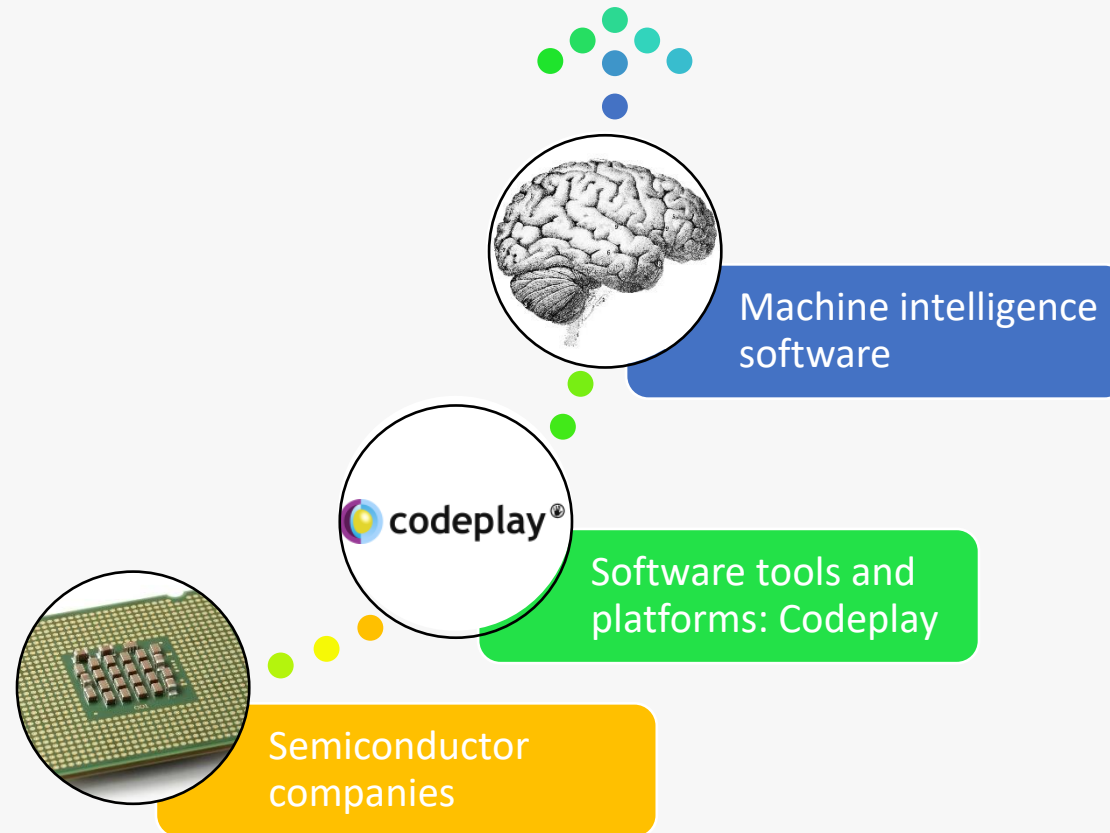 Machine intelligence
software
codeplay®
Software tools and
platforms: Codeplay
Semiconductor
companies